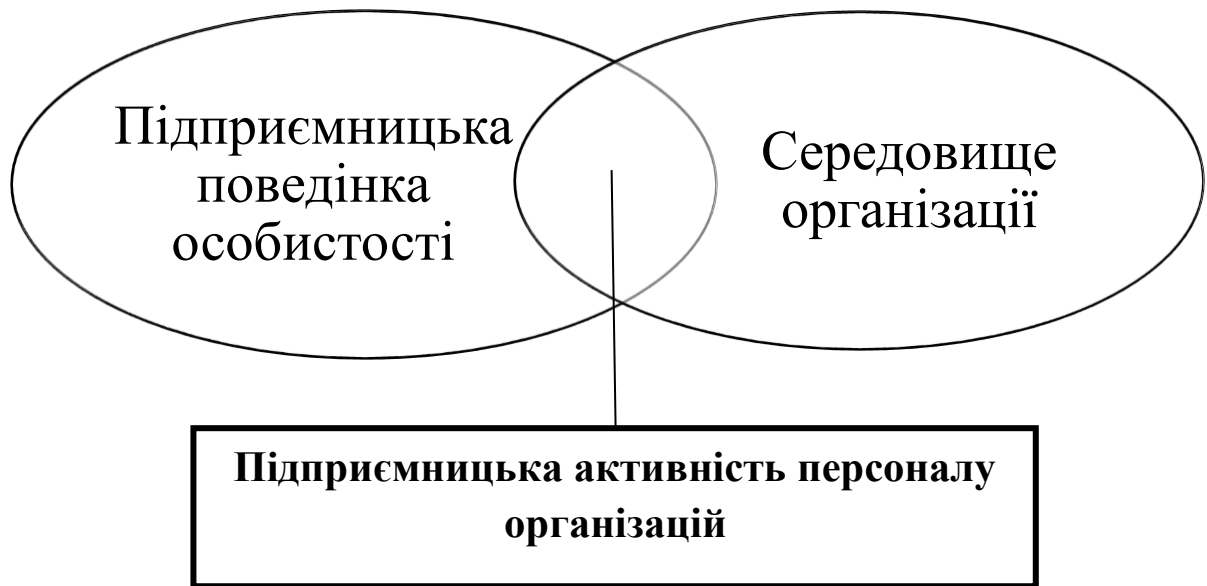 Підприємницька
поведінка
особистості
Середовище
організації
Підприємницька активність персоналу
організацій